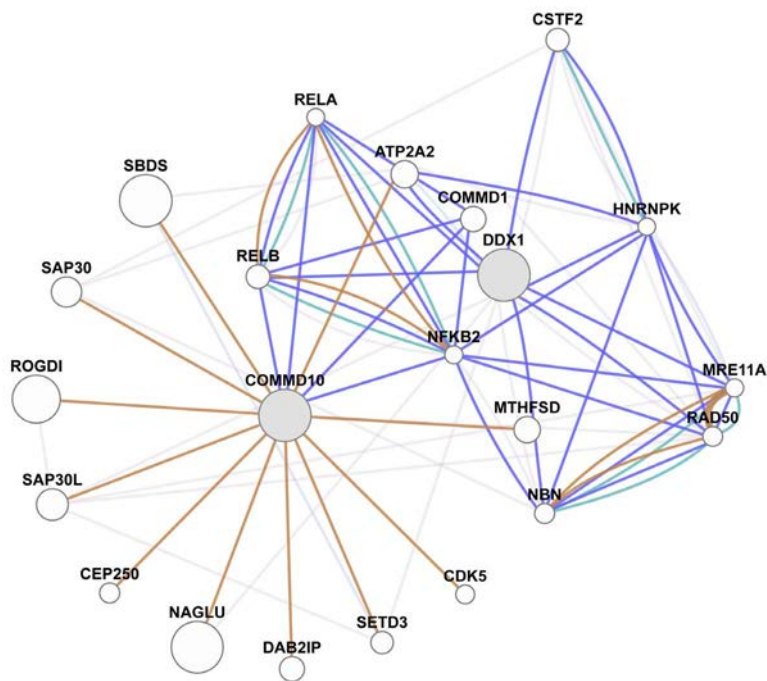 CSTF2
RELA
ATP2A2
SBDS
COMMD1
HNRNPK
DDX1
RELB
SAP30
NFKB2
ROGDI
COMMD10
MRE11A
MTHFSD
RAD50
SAP30L
NBN
CEP250
CDK5
NAGLU
SETD3
DAB2IP